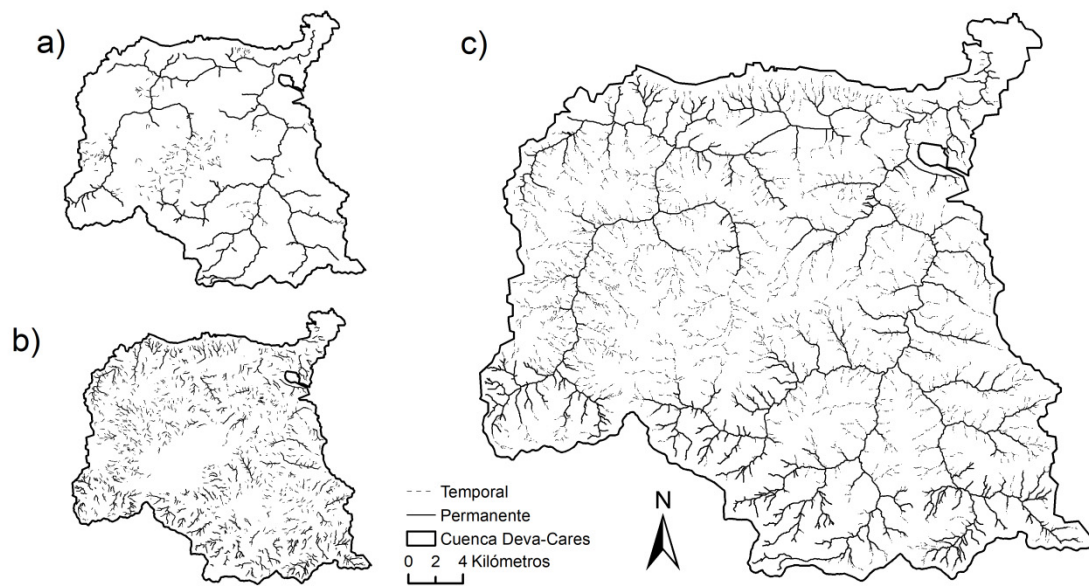 a)
b)
c)
Temporal
Permanente
Cuenca Deva-Cares
0 2 4 Kilómetros
N